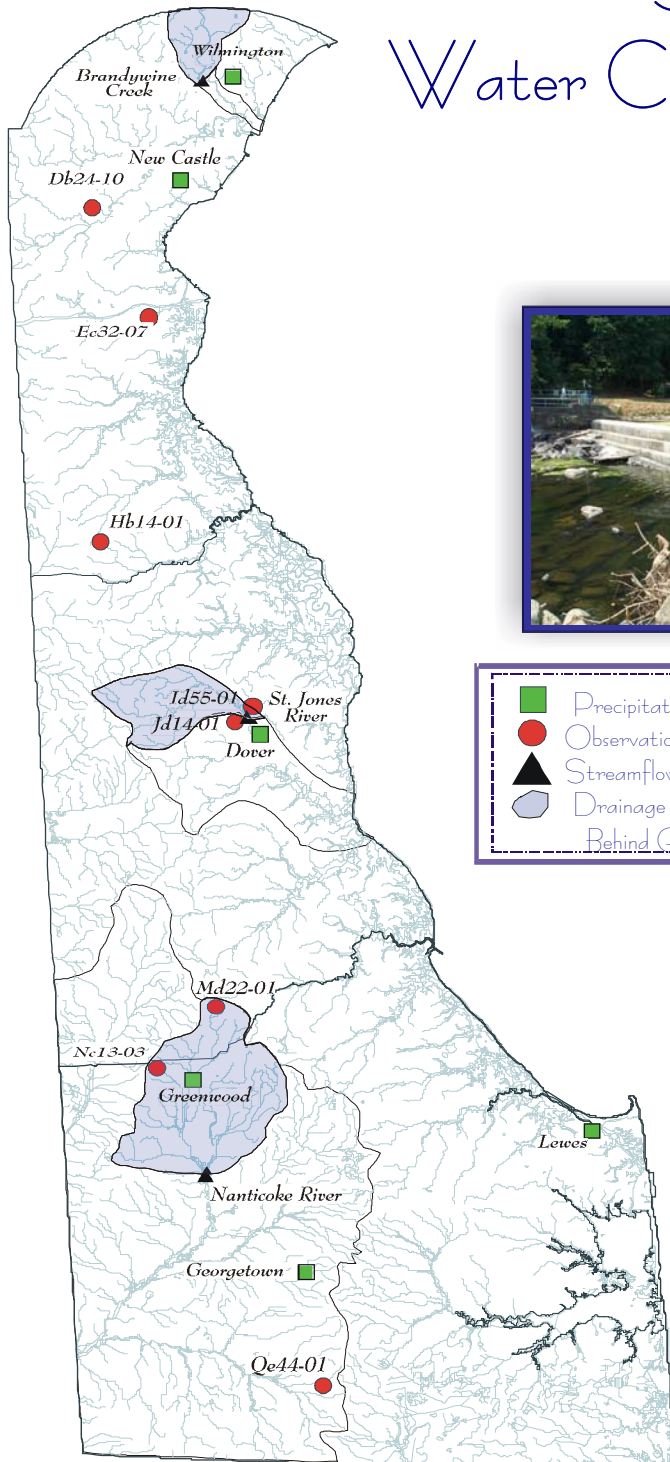 Water C
Wilmington
Brandywine
Creek
New Castle
Db24-10
Ec32-07
Hb14-01
Id55-01
St. Jones
River
Jd14-01
Dover
Precipitat
Observatio
Streamflow
Drainage
Behind G
Md22-01
Nc13-03
Greenwood
Lewes
Nanticoke River
Georgetown
Qe44-01